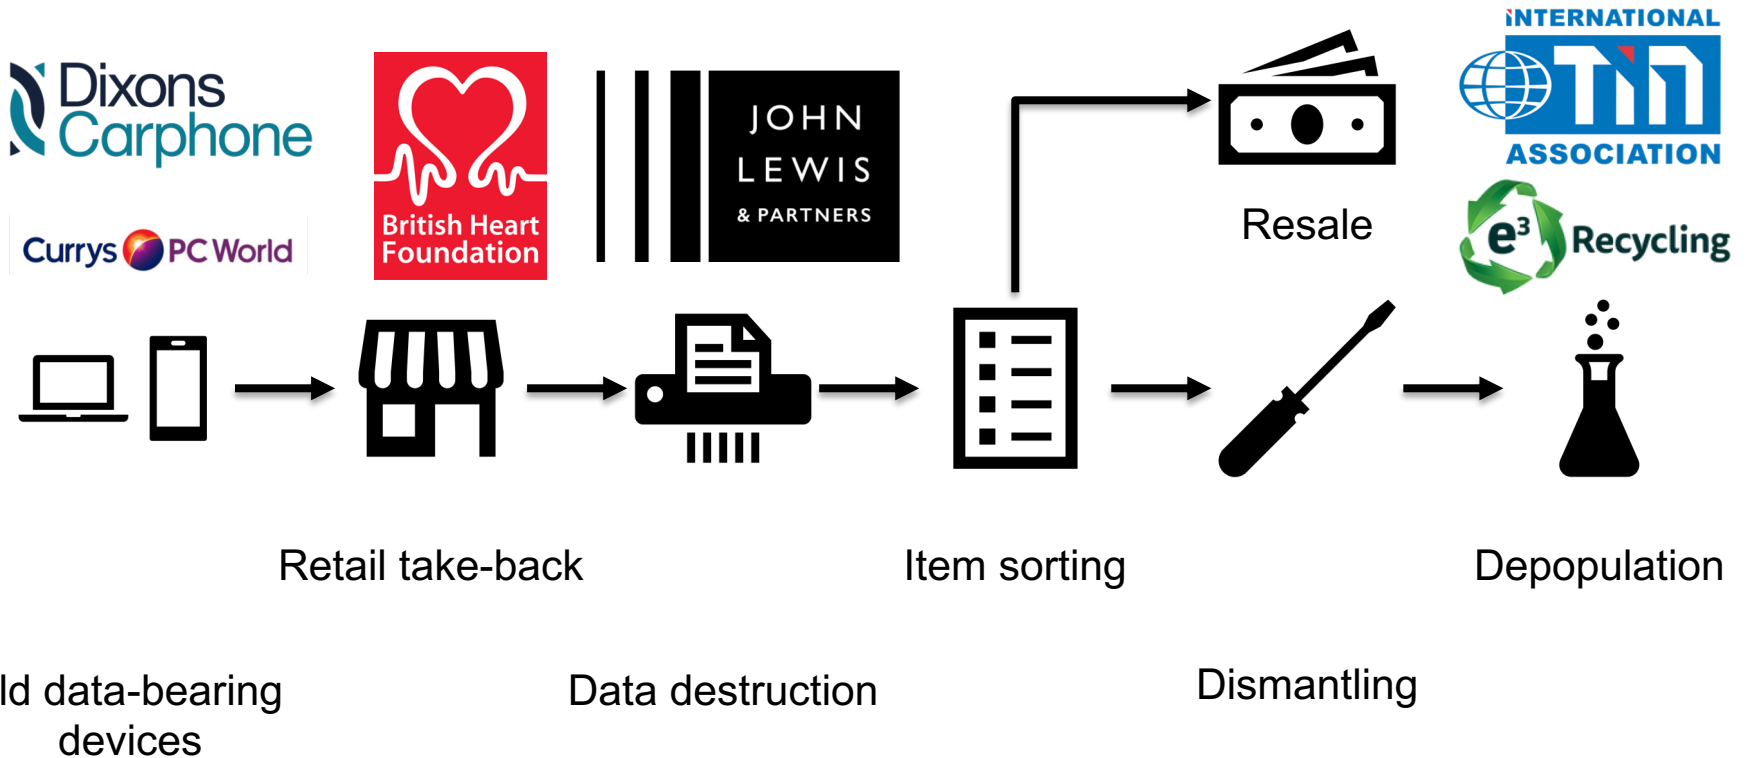 Dixons
Carphone
Currys PC World
British Heart
Foundation
JOHN
LEWIS
& PARTNERS
Resale
INTERNATIONAL
TIN
ASSOCIATION
e³ Recycling
Retail take-back
Item sorting
Depopulation
ld data-bearing
devices
Data destruction
Dismantling